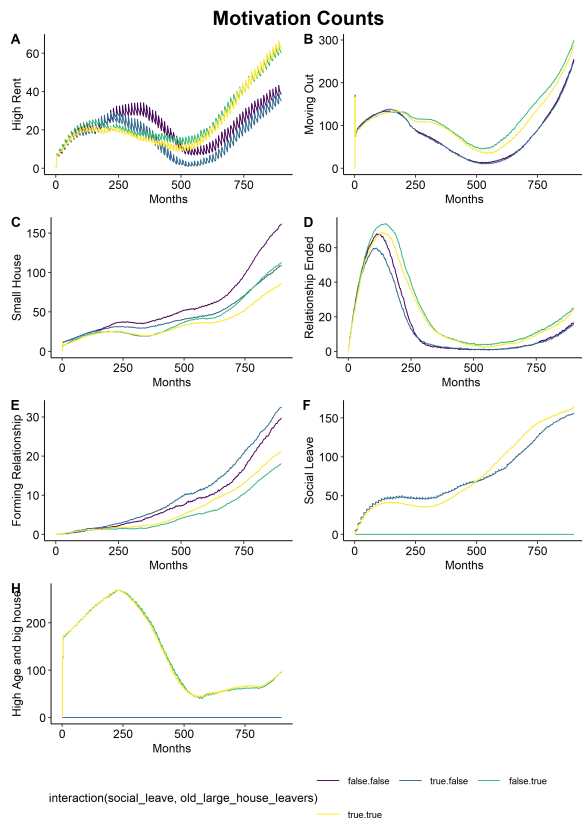 Motivation Counts
A
High Rent
60
40
20
0
0 250 500 750
Months
B
Moving Out
300
200
100
0
0 250 500 750
Months
C
Small House
150
100
50
0
0 250 500 750
Months
D
Relationship Ended
60
40
20
0
0 250 500 750
Months
E
Forming Relationship
30
20
10
0
0 250 500 750
Months
F
Social Leave
150
100
50
0
0 250 500 750
Months
H
High Age and big house
200
100
0
0 250 500 750
Months
interaction(social_leave, old_large_house_leavers)
false.false true.false false.true
true.true